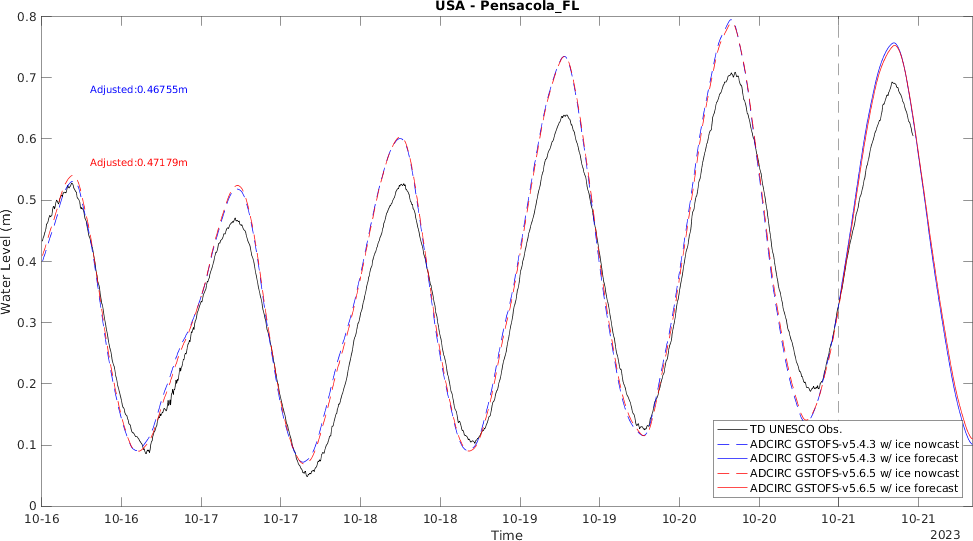 USA - Pensacola_FL
0.8
0.7
0.6
0.5
0.4
0.3
0.2
0.1
0
Water Level (m)
Adjusted:0.46755m
Adjusted:0.47179m
TD UNESCO Obs.
ADCIRC GSTOFS-v5.4.3 w/ ice nowcast
ADCIRC GSTOFS-v5.4.3 w/ ice forecast
ADCIRC GSTOFS-v5.6.5 w/ ice nowcast
ADCIRC GSTOFS-v5.6.5 w/ ice forecast
10-16 10-16 10-17 10-17 10-18 10-18 10-19 10-19 10-20 10-20 10-21 10-21
2023
Time